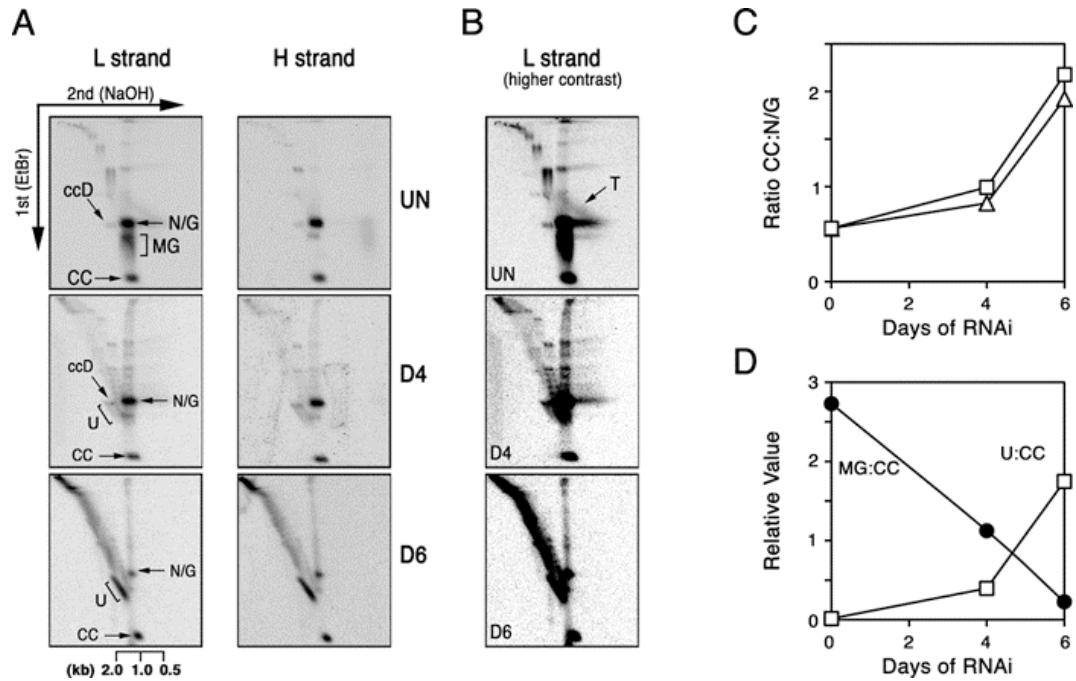 A
L strand
H strand
2nd (NaOH)
1st (EtBr)
ccD
N/G
MG
CC
UN
ccD
N/G
U
CC
D4
N/G
U
CC
D6
(kb) 2.0 1.0 0.5
B
L strand
(higher contrast)
T
UN
D4
D6
C
Ratio CC:N/G
2
1
0
0 2 4 6
Days of RNAi
D
Relative Value
3
2
1
0
MG:CC
U:CC
0 2 4 6
Days of RNAi